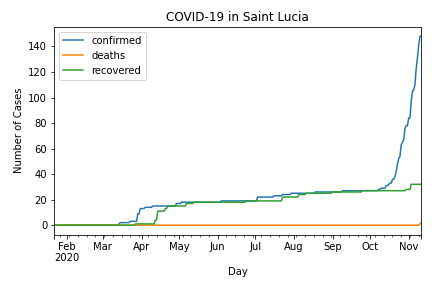 COVID-19 in Saint Lucia
confirmed
deaths
recovered
Number of Cases
140
120
100
80
60
40
20
0
Feb Mar Apr May Jun Jul Aug Sep Oct Nov
2020
Day